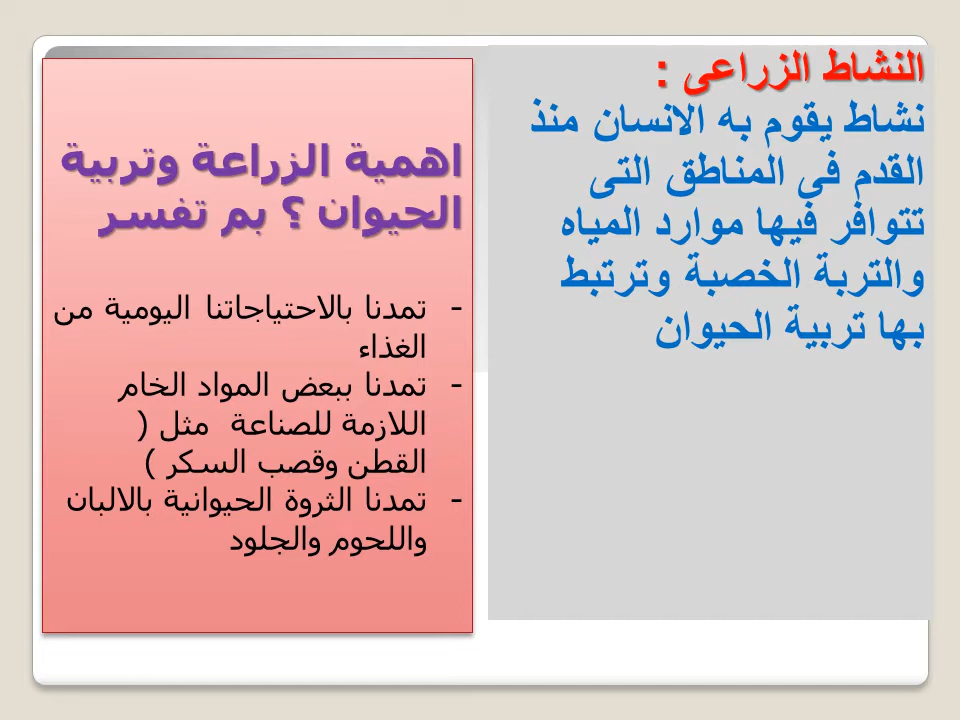 النشاط الزراعى :
نشاط يقوم به الانسان منذ
القدم فى المناطق التى
تتوافر فيها موارد المياه
والتربة الخصبة وترتبط
بها تربية الحيوان
اهمية الزراعة وتربية
الحيوان ؟ بم تفسر
- تمدنا بالاحتياجاتنا اليومية من
الغذاء
- تمدنا ببعض المواد الخام
اللازمة للصناعة مثل (
القطن وقصب السكر )
- تمدنا الثروة الحيوانية بالالبان
واللحوم والجلود